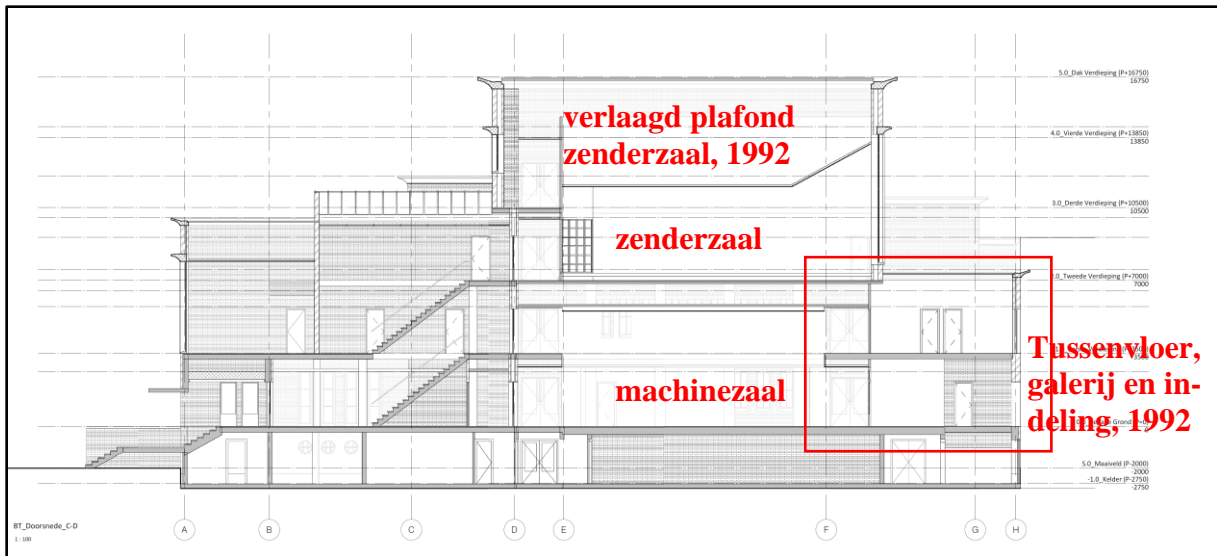 5.0_Dak Verdieping (P+16750)
16750
verlaagd plafond
zenderzaal, 1992
4.0_Vierde Verdieping (P+13850)
13850
3.0_Derde Verdieping (P+10500)
10500
zenderzaal
2.0_Tweede Verdieping (P+7000)
7000
Tussenvloer,
galerij en in-
deling, 1992
machinezaal
5.0_Maaiveld (P-2000)
-2000
-1.0_Kelder (P-2750)
-2750
BT_Doorsnede_C-D
1 : 100
A B C D E F G H